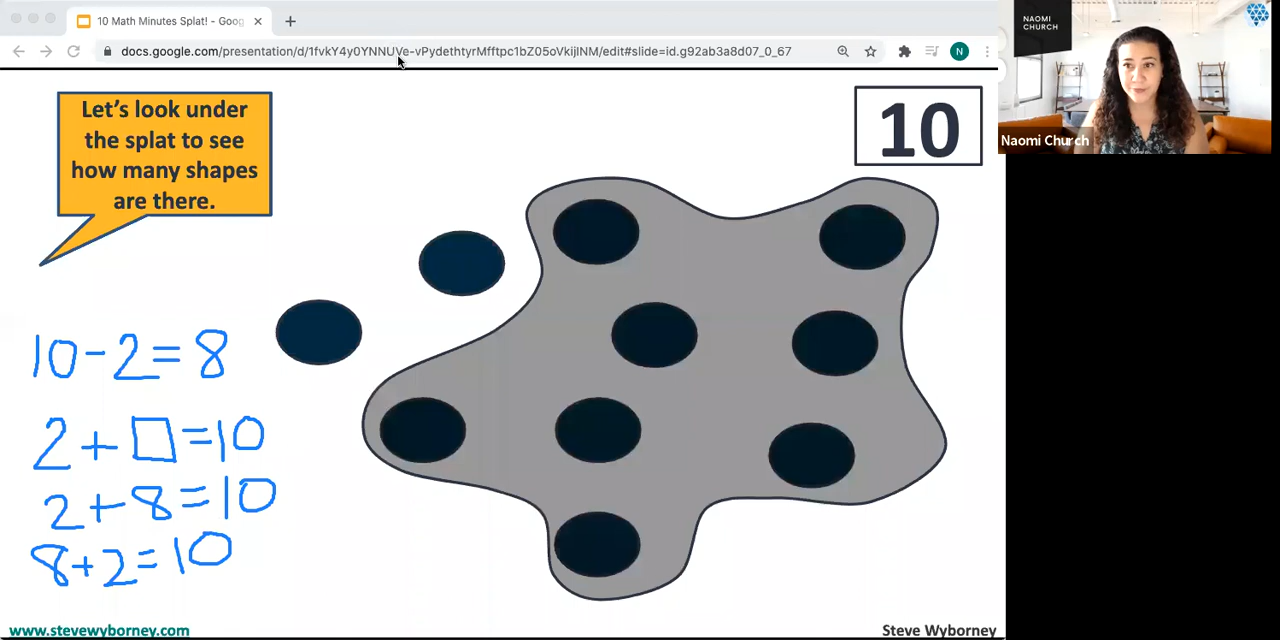 10 Math Minutes Splat! - Goog
docs.google.com/presentation/d/1fvkY4y0YNNUVe-vPydethtyrMfftpc1bZ05oVkijINM/edit#slide=id.g92ab3a8d07_0_67
N
NAOMI
CHURCH
Naomi Church
Let's look under
the splat to see
how many shapes
are there.
10
10-2=8
2+□=10
2+8=10
8+2=10
www.stevewyborney.com
Steve Wyborney